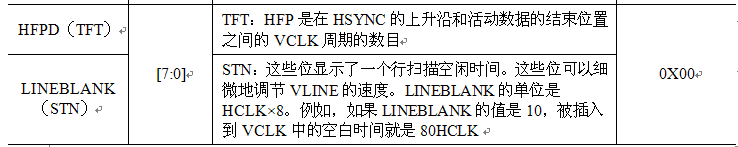 HFPD（TFT）
[7:0]
TFT：HFP 是在 HSYNC 的上升沿和活动数据的结束位置
之间的 VCLK 周期的数目
0X00
LINEBLANK
（STN）
STN：这些位显示了一个行扫描空闲时间。这些位可以细
微地调节 VLINE 的速度。LINEBLANK 的单位是
HCLK×8。例如，如果 LINEBLANK 的值是 10，被插入
到 VCLK 中的空白时间就是 80HCLK